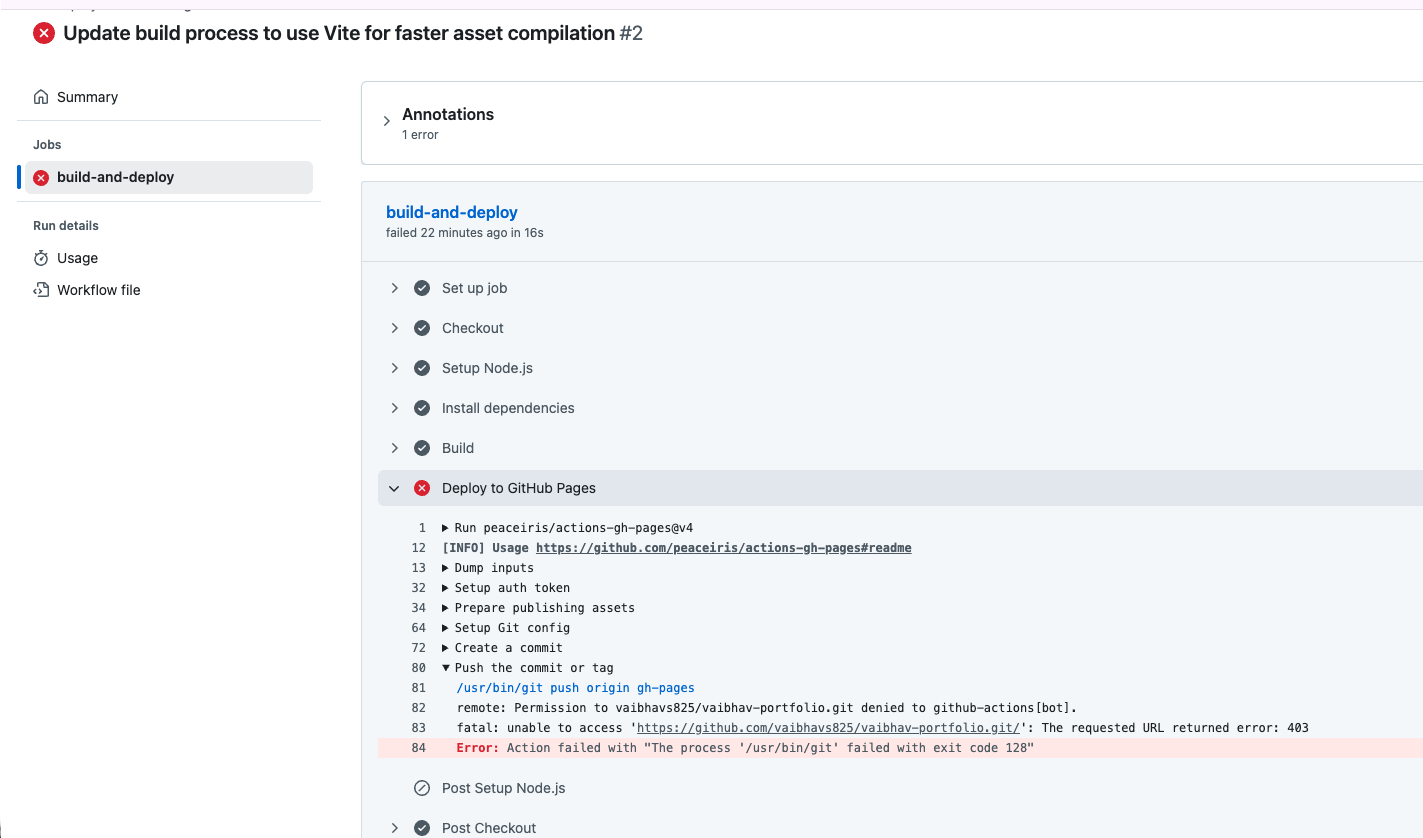 Update build process to use Vite for faster asset compilation #2
Summary
Jobs
build-and-deploy
Run details
Usage
Workflow file
Annotations
1 error
build-and-deploy
failed 22 minutes ago in 16s
Set up job
Checkout
Setup Node.js
Install dependencies
Build
Deploy to GitHub Pages
1 Run peaceiris/actions-gh-pages@v4
12 [INFO] Usage https://github.com/peaceiris/actions-gh-pages#readme
13 Dump inputs
32 Setup auth token
34 Prepare publishing assets
64 Setup Git config
72 Create a commit
80 Push the commit or tag
81 /usr/bin/git push origin gh-pages
82 remote: Permission to vaibhavs825/vaibhav-portfolio.git denied to github-actions[bot].
83 fatal: unable to access 'https://github.com/vaibhavs825/vaibhav-portfolio.git/': The requested URL returned error: 403
84 Error: Action failed with "The process '/usr/bin/git' failed with exit code 128"
Post Setup Node.js
Post Checkout